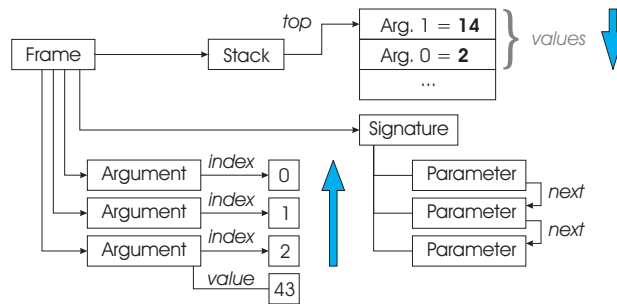 top
Arg. 1 = 14
values
Frame
Stack
Arg. 0 = 2
...
Signature
Argument
index
0
Parameter
next
Argument
index
1
Parameter
next
Argument
index
2
Parameter
value
43